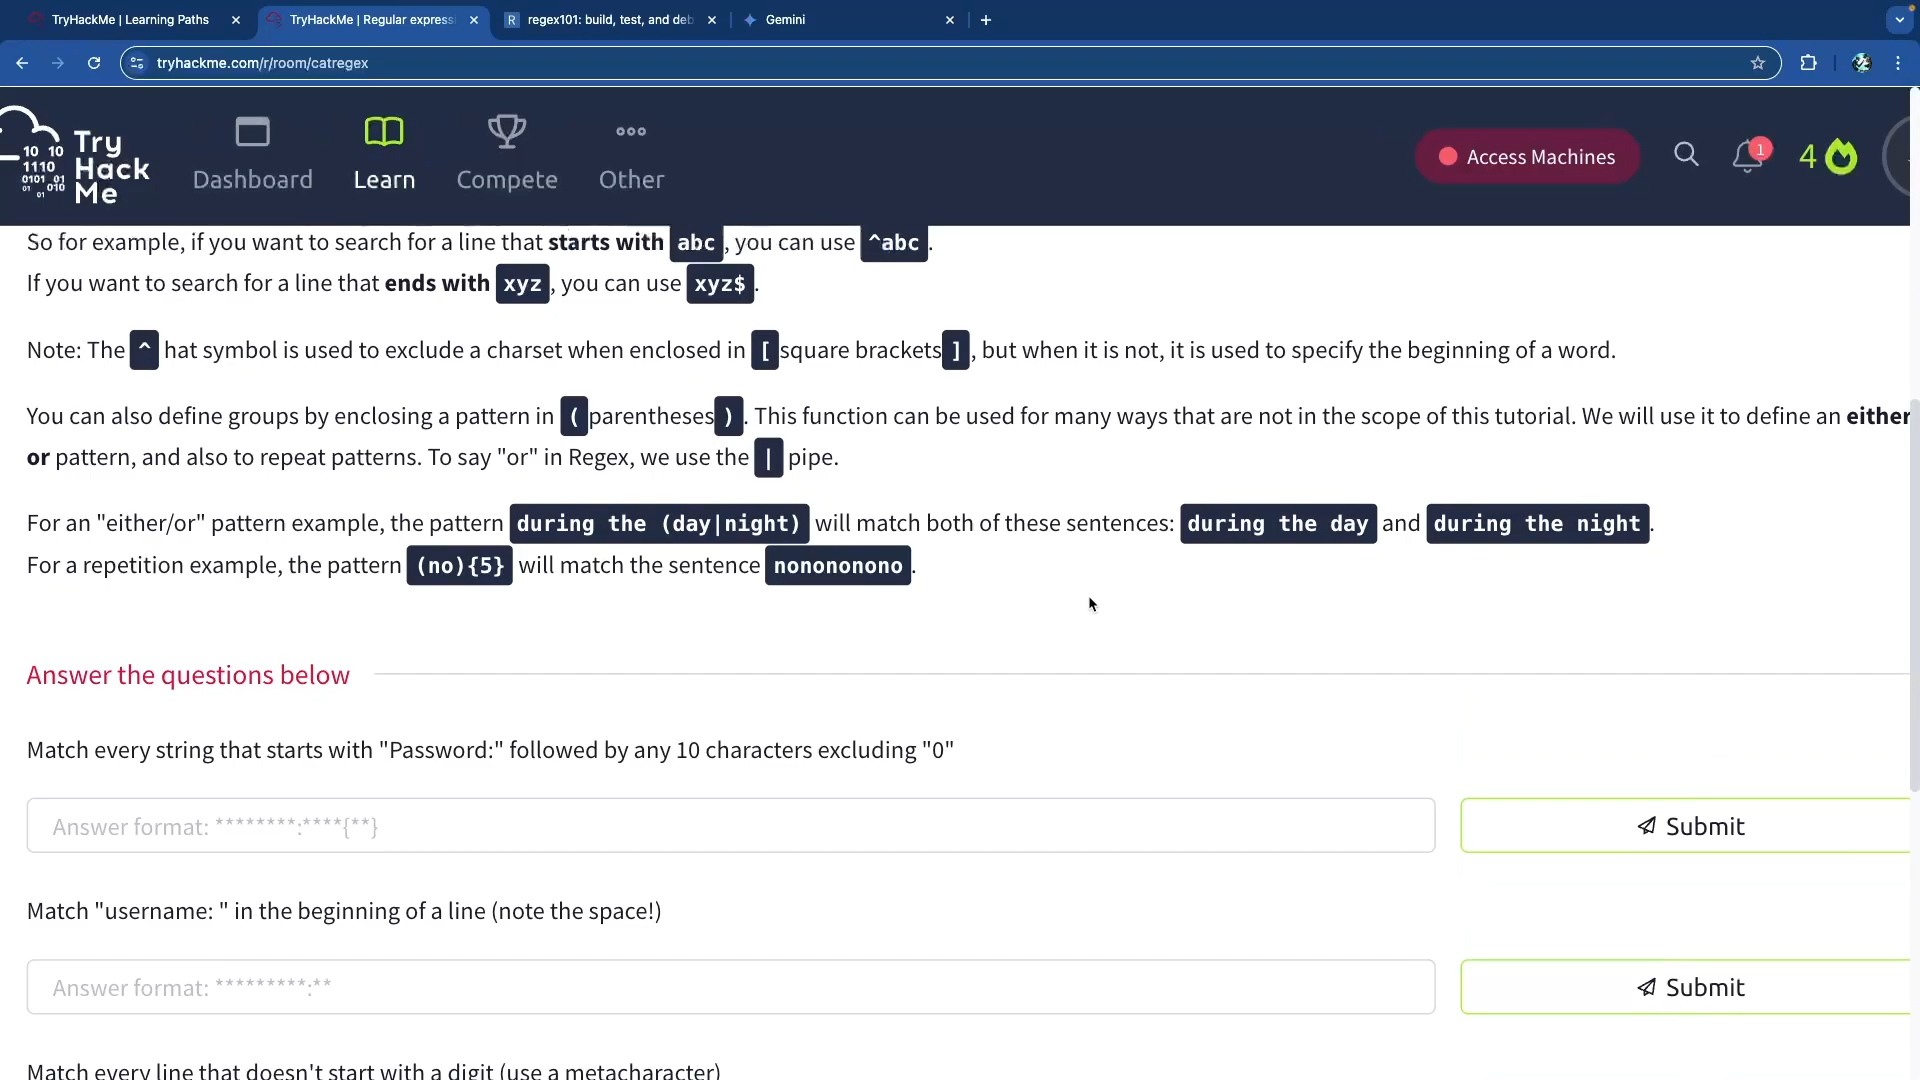 TryHackMe | Learning Paths
TryHackMe | Regular expressi
regex101: build, test, and deb
Gemini
tryhackme.com/r/room/catregex
Try
Hack
Me
10 10
1110
0101 01
01 010
01
Dashboard
Learn
Compete
Other
Access Machines
1
4
So for example, if you want to search for a line that starts with abc, you can use ^abc.
If you want to search for a line that ends with xyz, you can use xyz$.
Note: The ^ hat symbol is used to exclude a charset when enclosed in [square brackets], but when it is not, it is used to specify the beginning of a word.
You can also define groups by enclosing a pattern in (parentheses). This function can be used for many ways that are not in the scope of this tutorial. We will use it to define an either
or pattern, and also to repeat patterns. To say "or" in Regex, we use the | pipe.
For an "either/or" pattern example, the pattern during the (day|night) will match both of these sentences: during the day and during the night.
For a repetition example, the pattern (no){5} will match the sentence nonononono.
Answer the questions below
Match every string that starts with "Password:" followed by any 10 characters excluding "0"
Answer format: ********:****{**}
Submit
Match "username: " in the beginning of a line (note the space!)
Answer format: *********:**
Submit
Match every line that doesn't start with a digit (use a metacharacter)